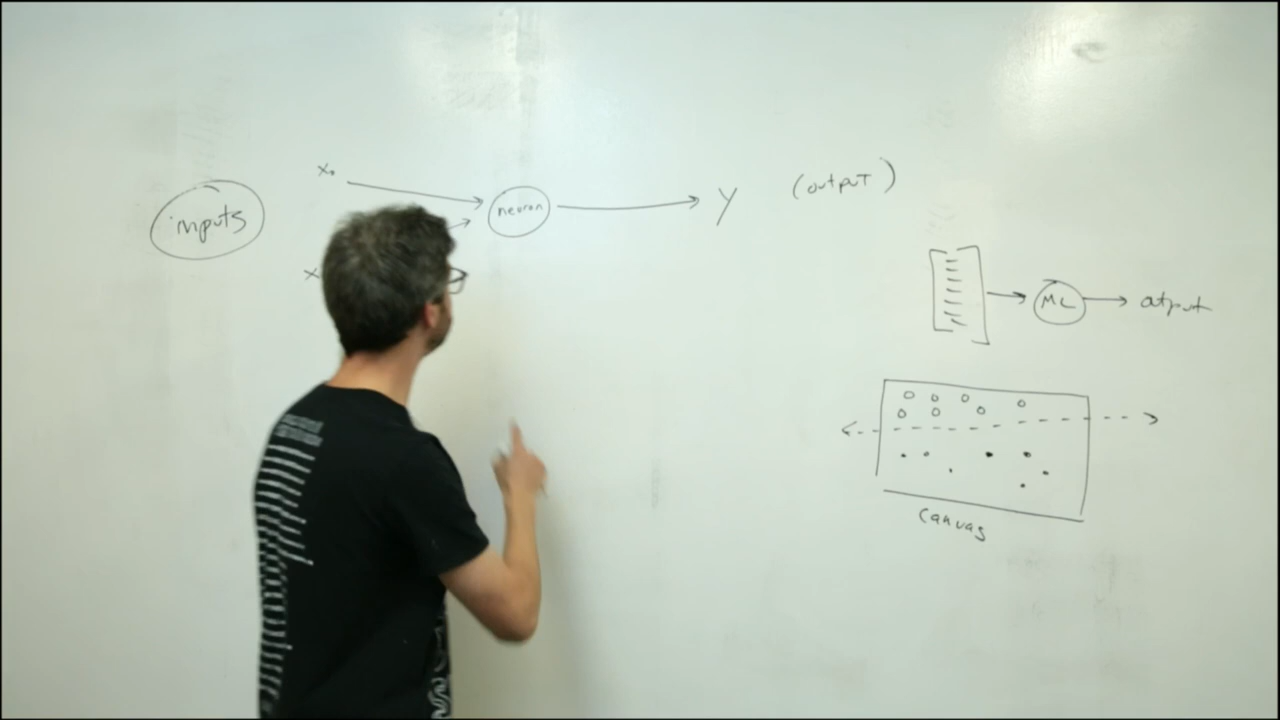 inputs
x₀
x
neuron
y
(output)
ML
output
canvas